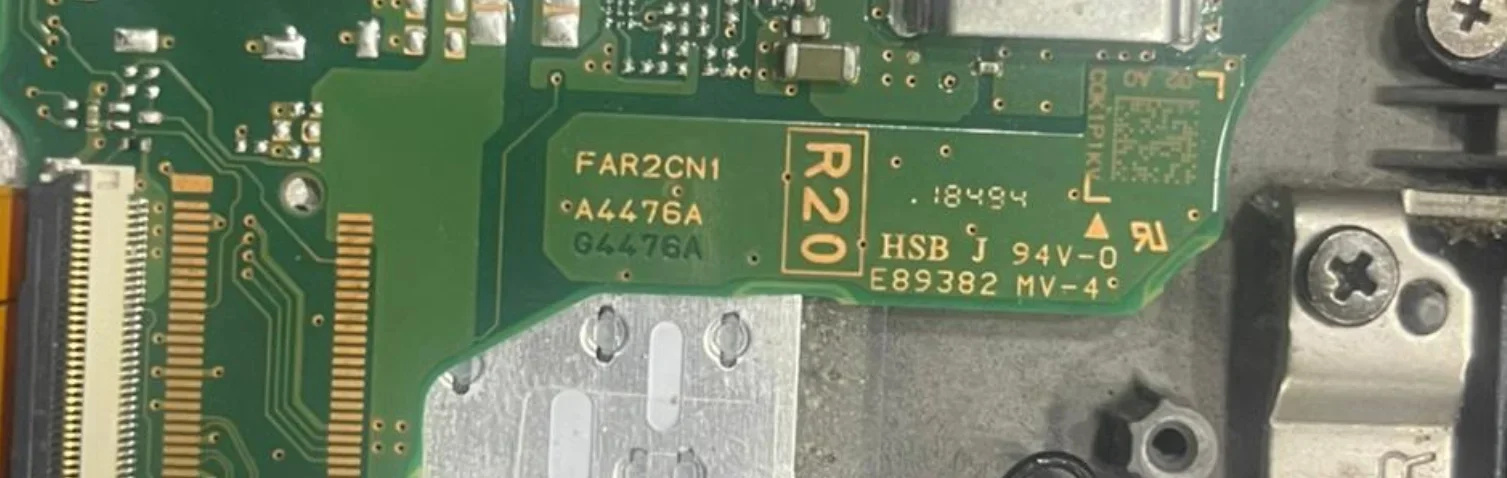 FAR2CN1
A4476A
G4476A
R20
.18494
HSB J 94V-0
E89382 MV-4